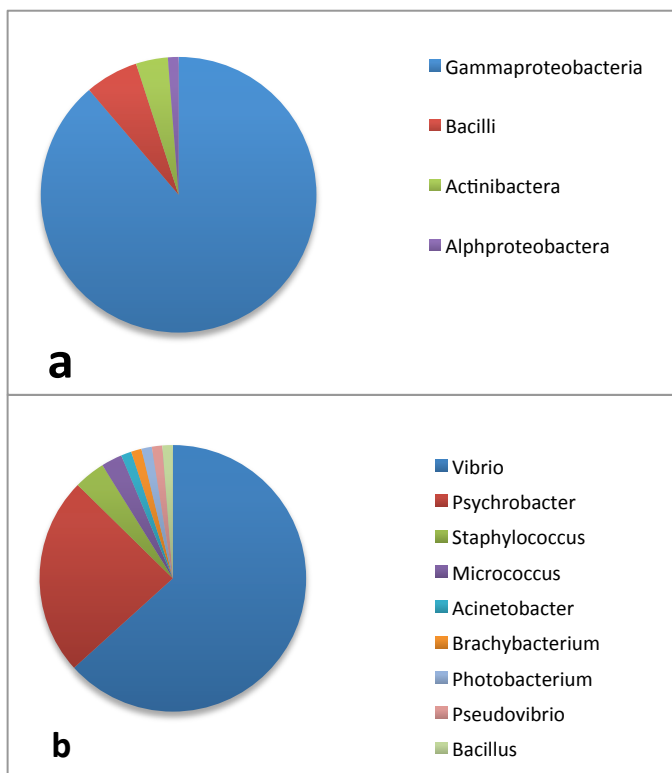 Gammaproteobacteria
Bacilli
Actinibactera
Alphproteobactera
a
Vibrio
Psychrobacter
Staphylococcus
Micrococcus
Acinetobacter
Brachybacterium
Photobacterium
Pseudovibrio
Bacillus
b